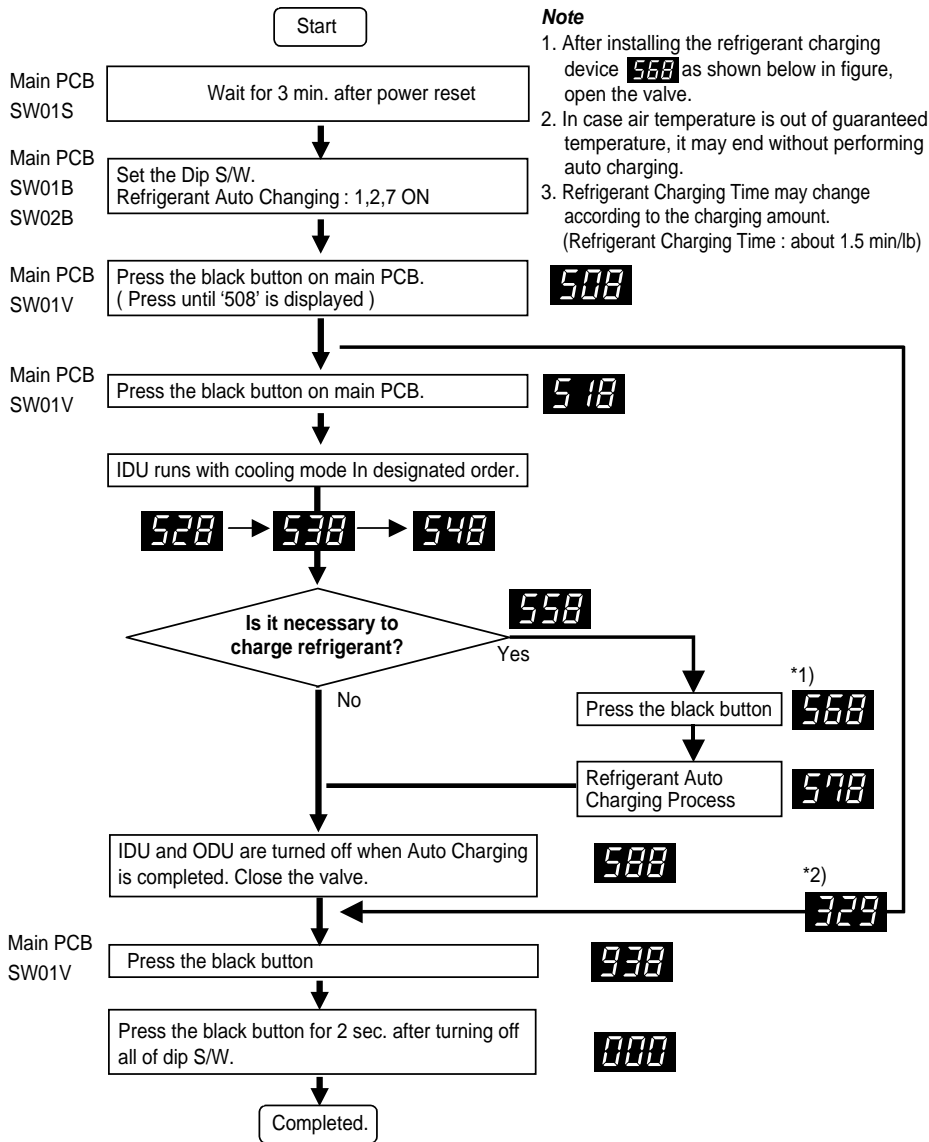 Start
Note
1. After installing the refrigerant charging
device 568 as shown below in figure,
open the valve.
2. In case air temperature is out of guaranteed
temperature, it may end without performing
auto charging.
3. Refrigerant Charging Time may change
according to the charging amount.
(Refrigerant Charging Time : about 1.5 min/lb)
Main PCB
SW01S
Wait for 3 min. after power reset
Main PCB
SW01B
SW02B
Set the Dip S/W.
Refrigerant Auto Changing : 1,2,7 ON
Main PCB
SW01V
Press the black button on main PCB.
( Press until ‘508’ is displayed )
508
Main PCB
SW01V
Press the black button on main PCB.
518
IDU runs with cooling mode In designated order.
528 538 548
Is it necessary to
charge refrigerant?
558
Yes
No
*1)
Press the black button
568
Refrigerant Auto
Charging Process
578
IDU and ODU are turned off when Auto Charging
is completed. Close the valve.
588
*2)
329
Main PCB
SW01V
Press the black button
938
Press the black button for 2 sec. after turning off
all of dip S/W.
000
Completed.